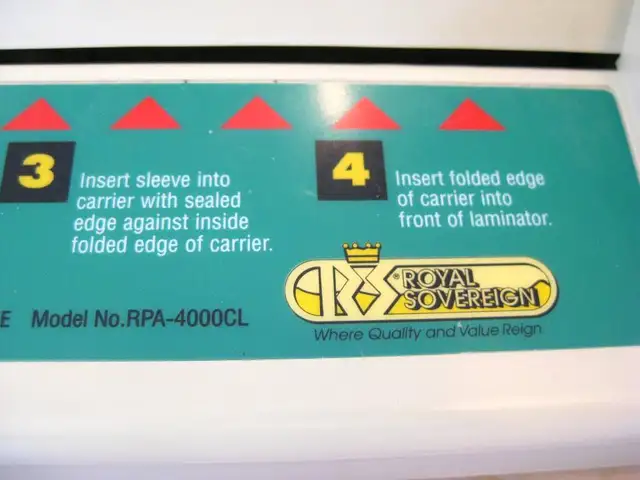 3
Insert sleeve into
carrier with sealed
edge against inside
folded edge of carrier.
4
Insert folded edge
of carrier into
front of laminator.
E Model No.RPA-4000CL
ROYAL
SOVEREIGN
Where Quality and Value Reign